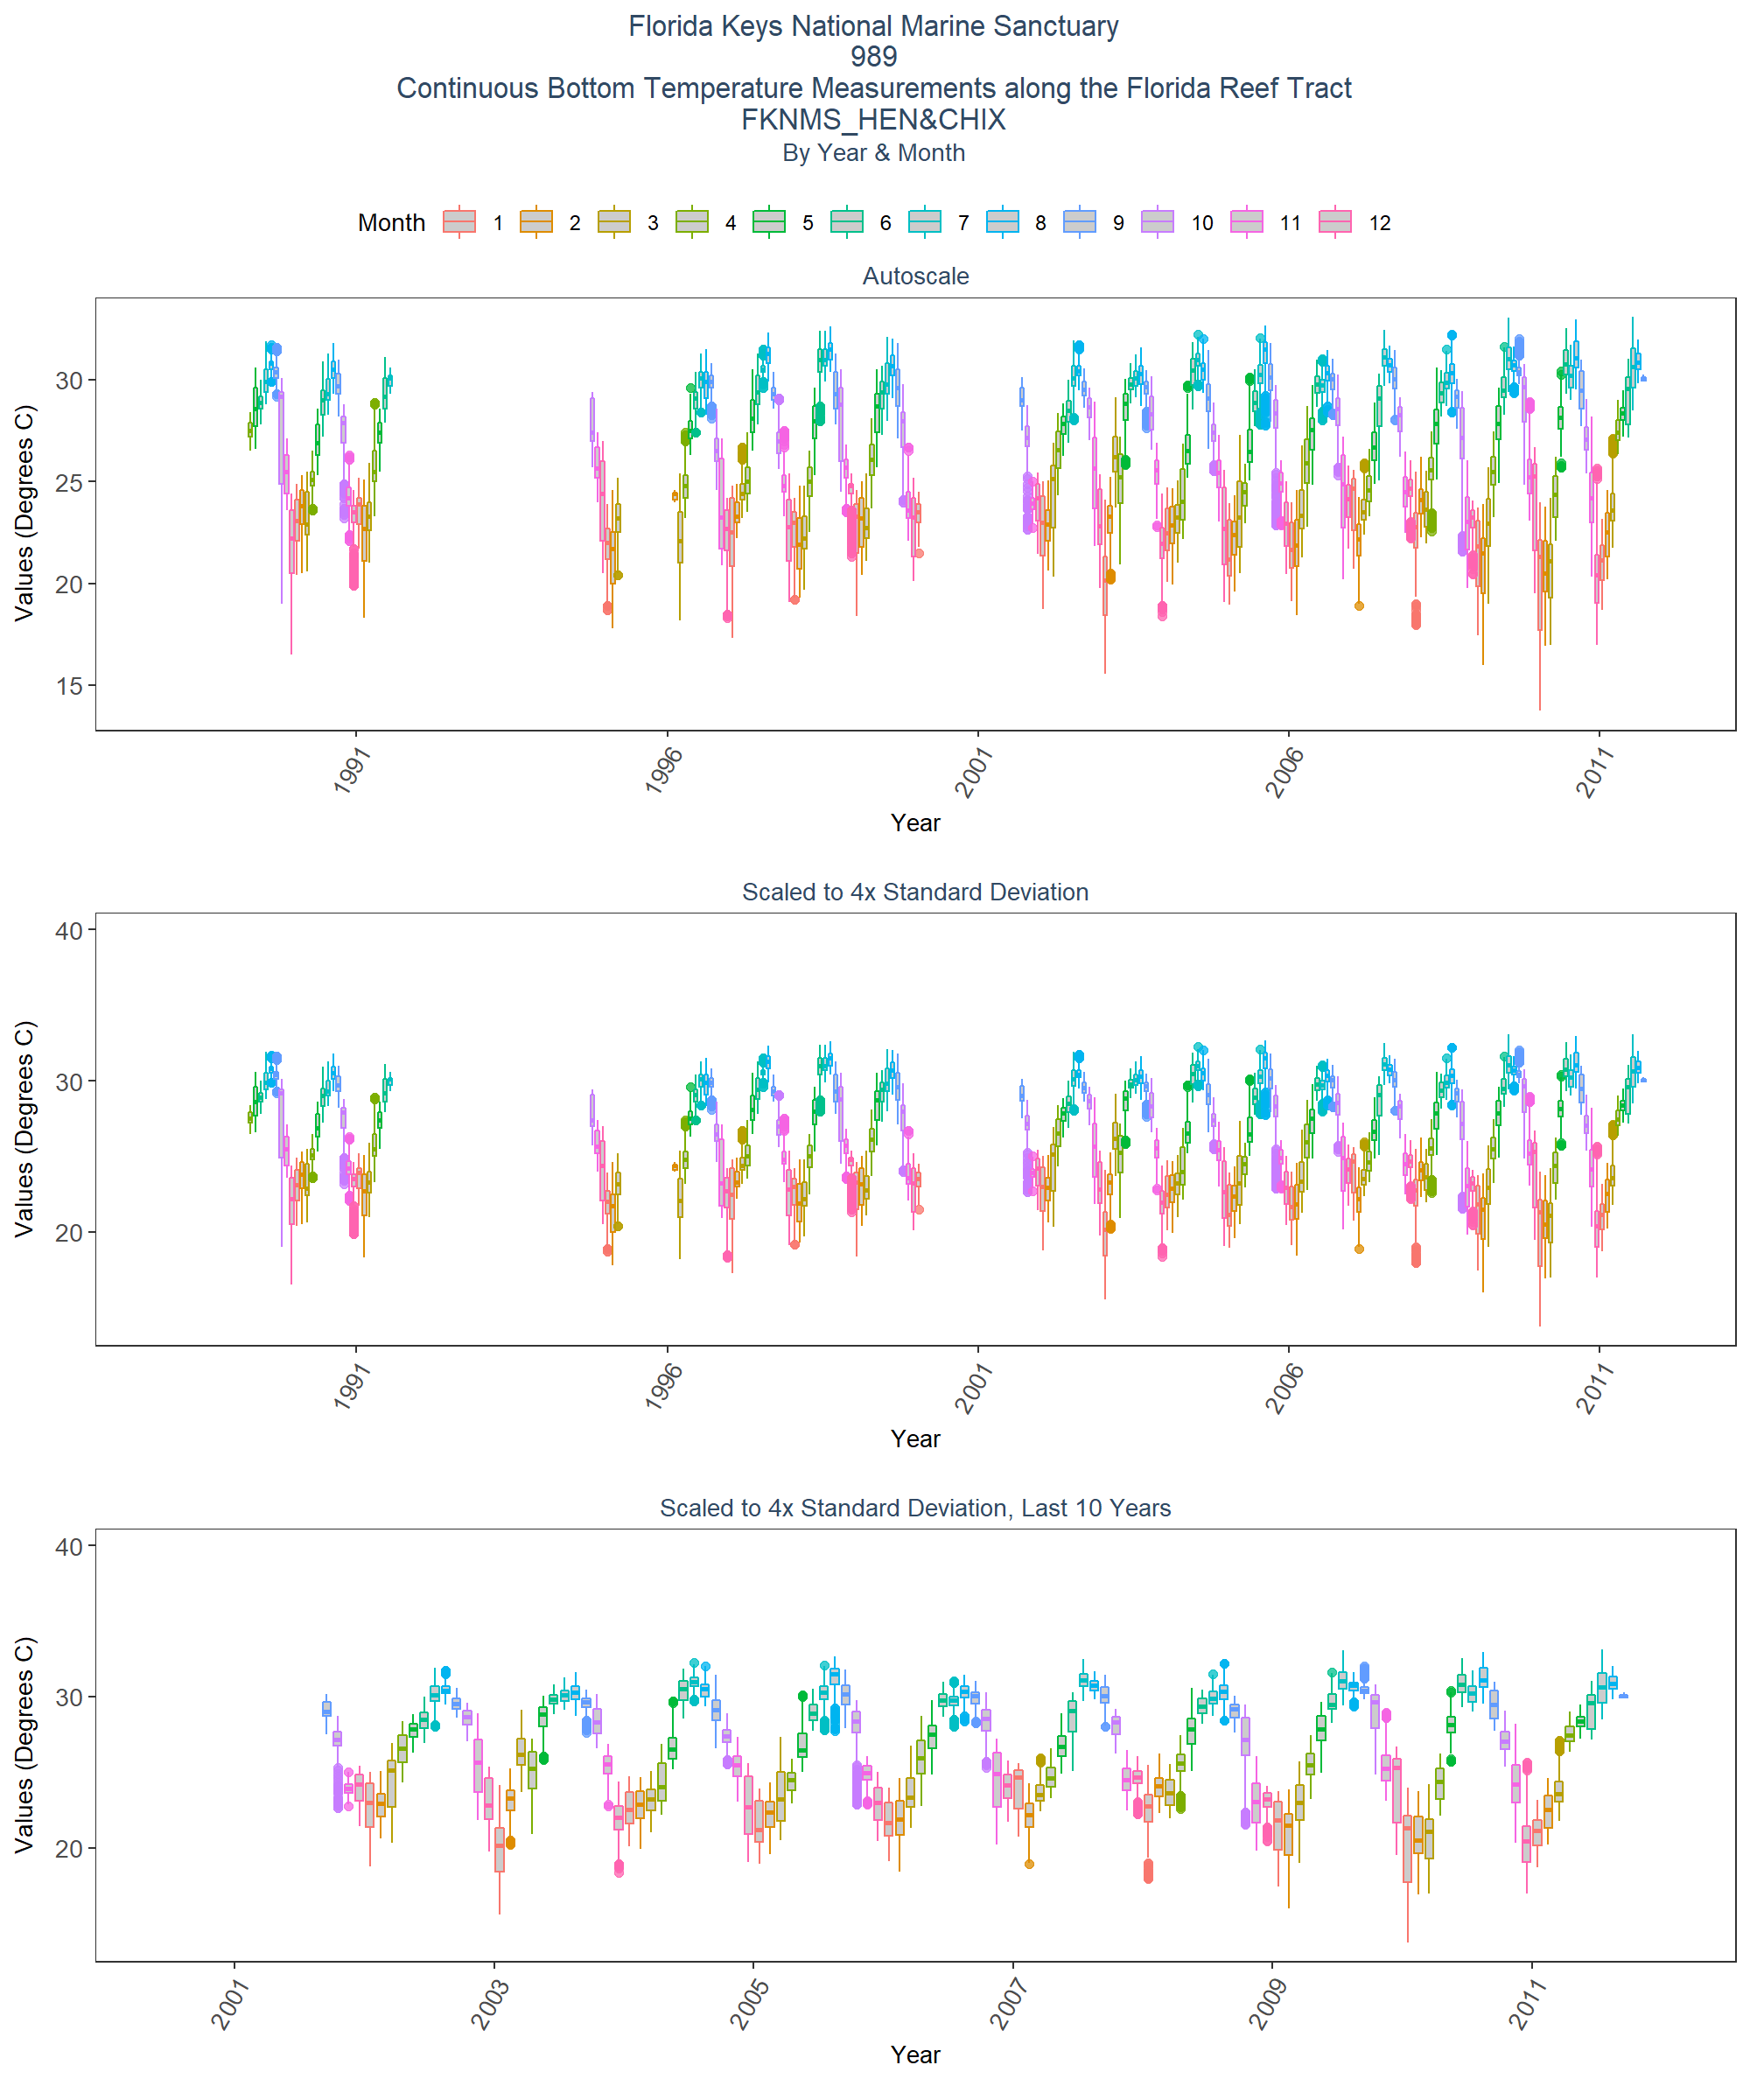 Florida Keys National Marine Sanctuary
989
Continuous Bottom Temperature Measurements along the Florida Reef Tract
FKNMS_HEN&CHIX
By Year & Month
Month 1 2 3 4 5 6 7 8 9 10 11 12
Autoscale
Values (Degrees C)
30
25
20
15
1991 1996 2001 2006 2011
Year
Scaled to 4x Standard Deviation
Values (Degrees C)
40
30
20
1991 1996 2001 2006 2011
Year
Scaled to 4x Standard Deviation, Last 10 Years
Values (Degrees C)
40
30
20
2001 2003 2005 2007 2009 2011
Year